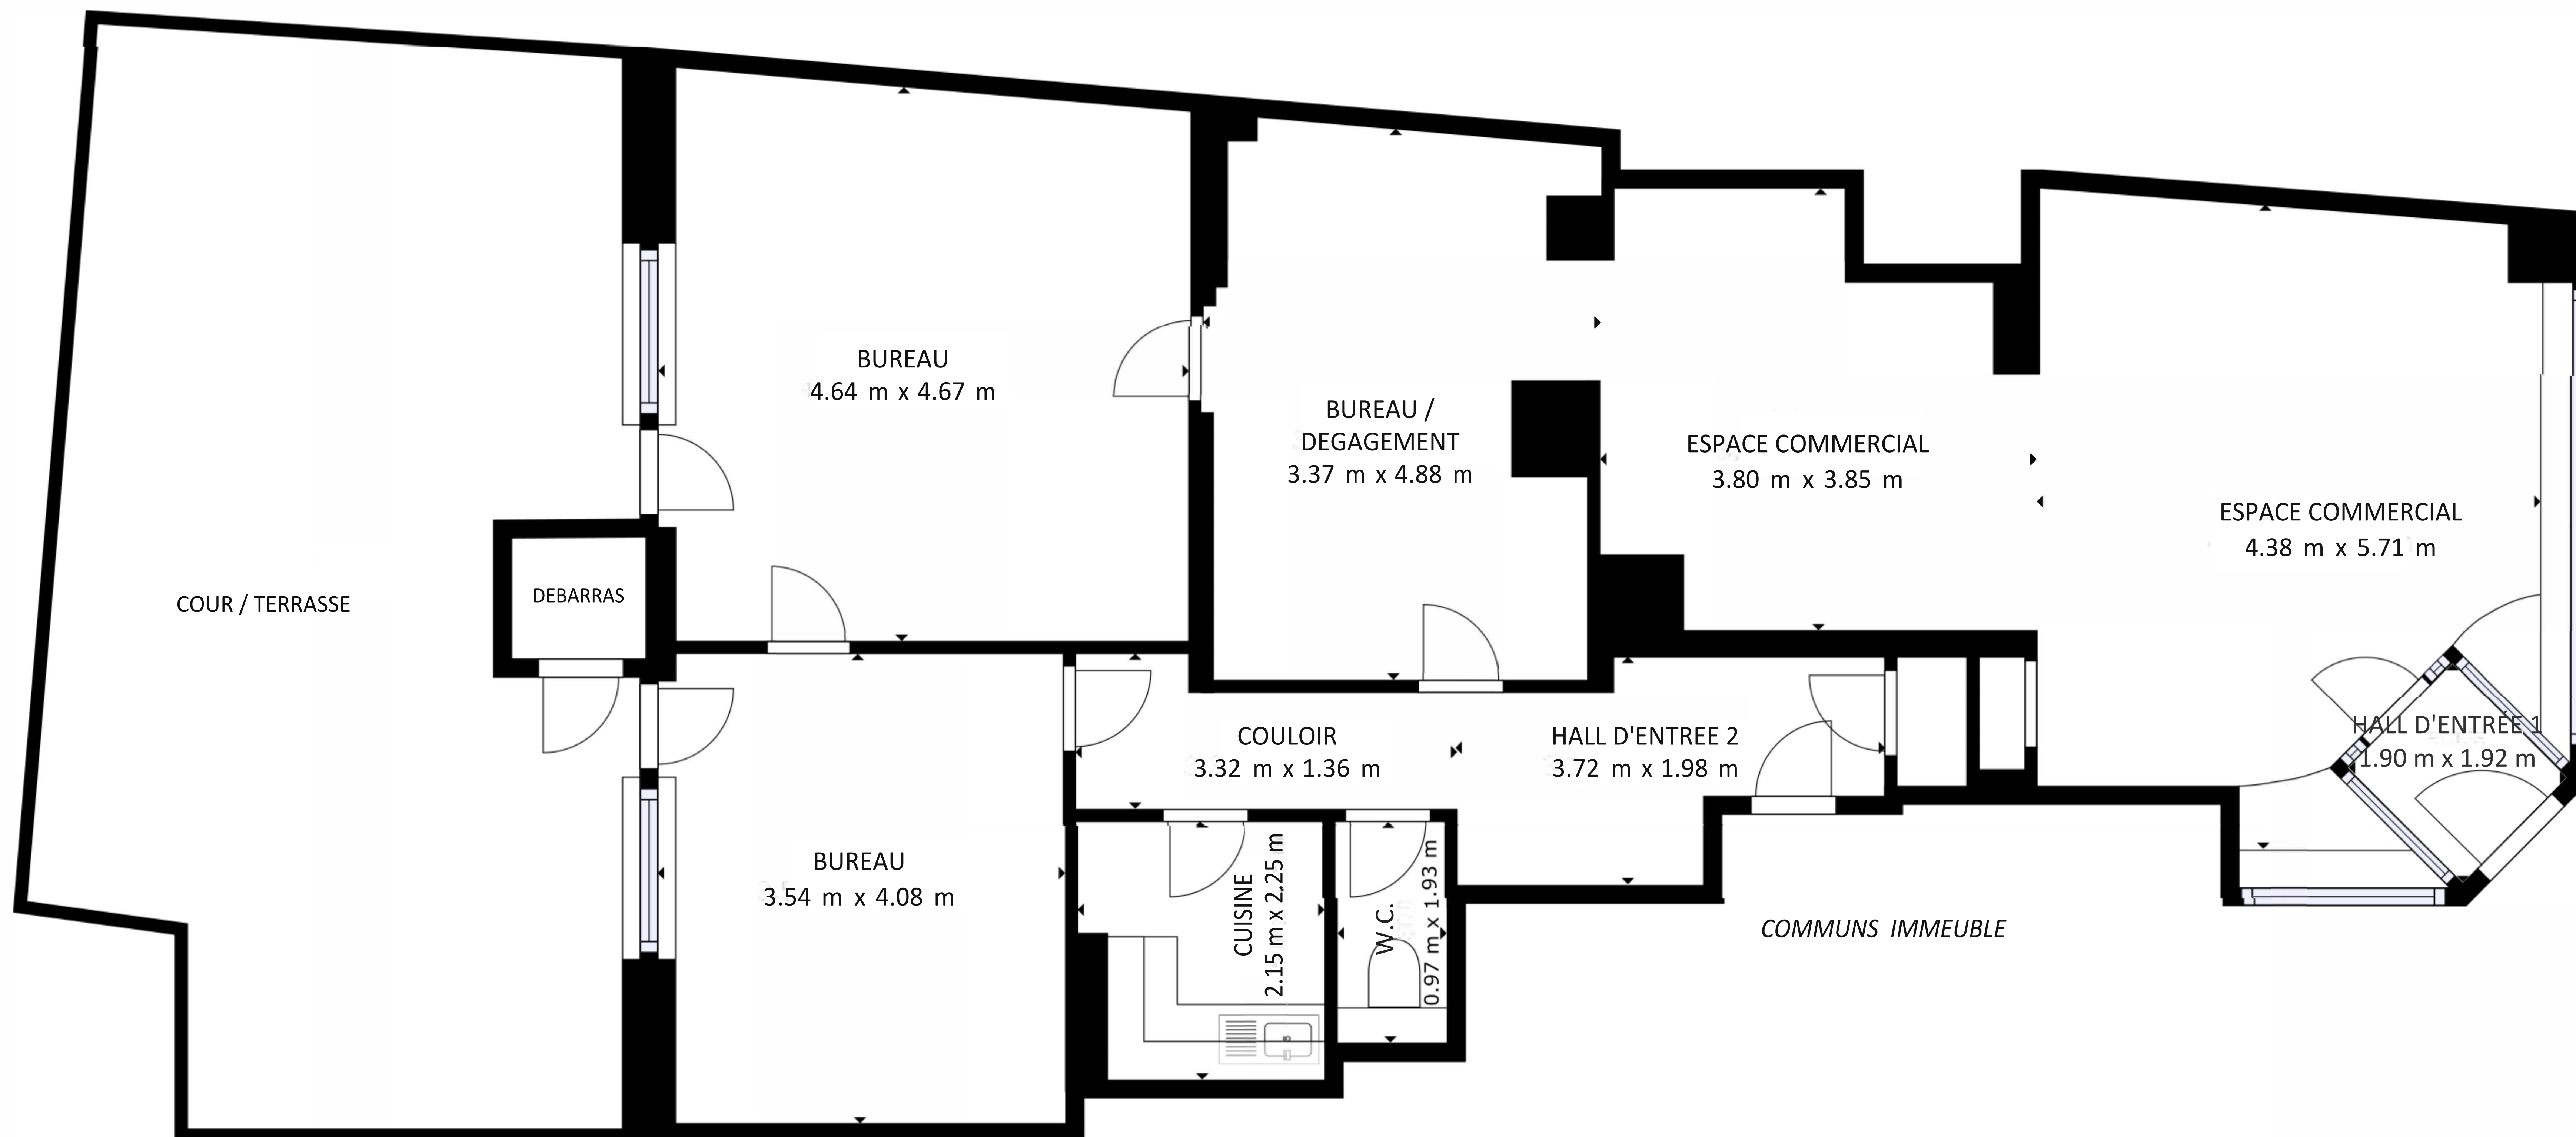 BUREAU
4.64 m x 4.67 m
BUREAU /
DEGAGEMENT
3.37 m x 4.88 m
ESPACE COMMERCIAL
3.80 m x 3.85 m
ESPACE COMMERCIAL
4.38 m x 5.71 m
COUR / TERRASSE
DEBARRAS
COULOIR
3.32 m x 1.36 m
HALL D'ENTREE 2
3.72 m x 1.98 m
HALL D'ENTRÉE 1
1.90 m x 1.92 m
BUREAU
3.54 m x 4.08 m
CUISINE
2.15 m x 2.25 m
W.C.
0.97 m x 1.93 m
COMMUNS IMMEUBLE